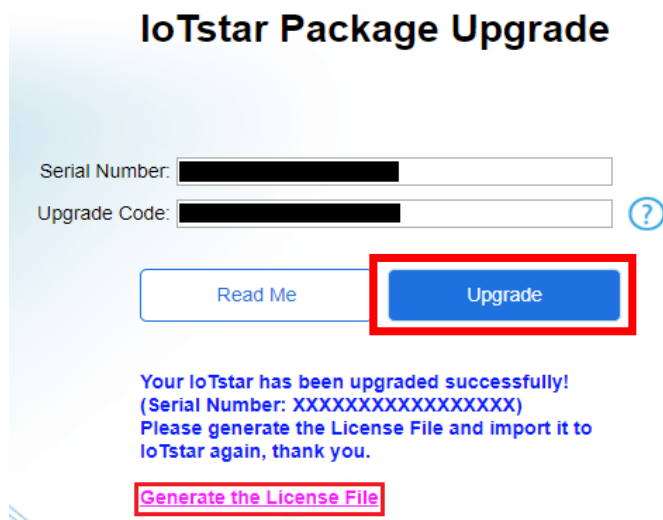 IoTstar Package Upgrade
Serial Number:
Upgrade Code:
?
Read Me
Upgrade
Your IoTstar has been upgraded successfully!
(Serial Number: XXXXXXXXXXXXXXXXX)
Please generate the License File and import it to
IoTstar again, thank you.
Generate the License File